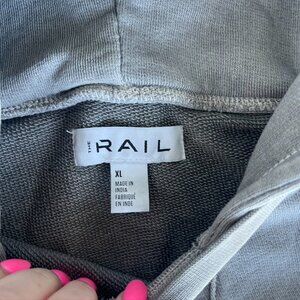 THE RAIL
XL
MADE IN
INDIA
FABRIQUÉ
EN INDE